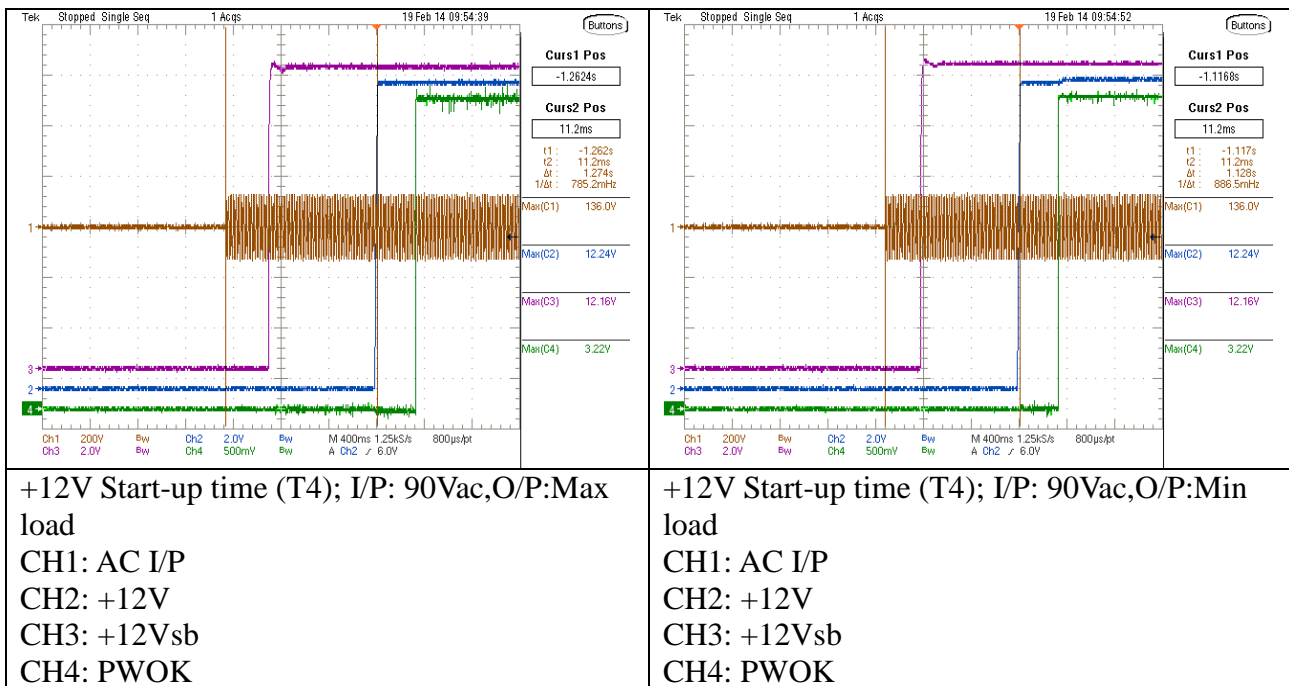 Tek Stopped Single Seq 1 Acqs 19 Feb 14 09:54:39
Buttons
Curs1 Pos
-1.2624s
Curs2 Pos
11.2ms
t1 : -1.262s
t2 : 11.2ms
Δt : 1.274s
1/Δt : 785.2mHz
Max(C1) 136.0V
Max(C2) 12.24V
Max(C3) 12.16V
Max(C4) 3.22V
1
3
2
4
Ch1 200V Bw Ch2 2.0V Bw M 400ms 1.25kS/s 800µs/pt
Ch3 2.0V Bw Ch4 500mV Bw A Ch2 ∕ 6.0V
+12V Start-up time (T4); I/P: 90Vac,O/P:Max
load
CH1: AC I/P
CH2: +12V
CH3: +12Vsb
CH4: PWOK
Tek Stopped Single Seq 1 Acqs 19 Feb 14 09:54:52
Buttons
Curs1 Pos
-1.1168s
Curs2 Pos
11.2ms
t1 : -1.117s
t2 : 11.2ms
Δt : 1.128s
1/Δt : 886.5mHz
Max(C1) 136.0V
Max(C2) 12.24V
Max(C3) 12.16V
Max(C4) 3.22V
1
3
2
4
Ch1 200V Bw Ch2 2.0V Bw M 400ms 1.25kS/s 800µs/pt
Ch3 2.0V Bw Ch4 500mV Bw A Ch2 ∕ 6.0V
+12V Start-up time (T4); I/P: 90Vac,O/P:Min
load
CH1: AC I/P
CH2: +12V
CH3: +12Vsb
CH4: PWOK